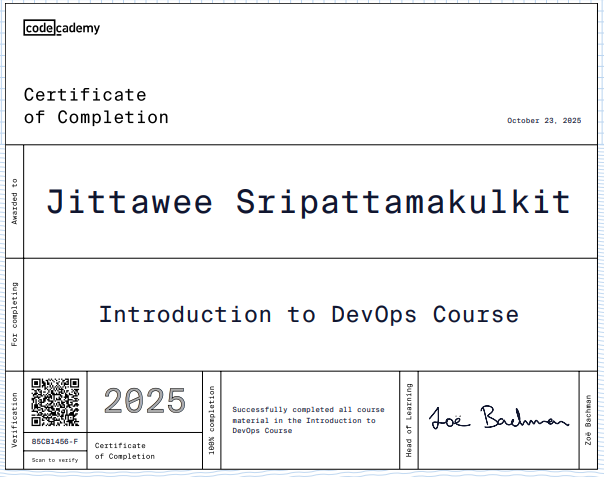 codecademy
Certificate
of Completion
October 23, 2025
Awarded to
Jittawee Sripattamakulkit
For completing
Introduction to DevOps Course
Verification
85CB1456-F
Scan to verify
2025
Certificate
of Completion
100% completion
Successfully completed all course
material in the Introduction to
DevOps Course
Head of Learning
Zoë Bachman
Zoë Bachman